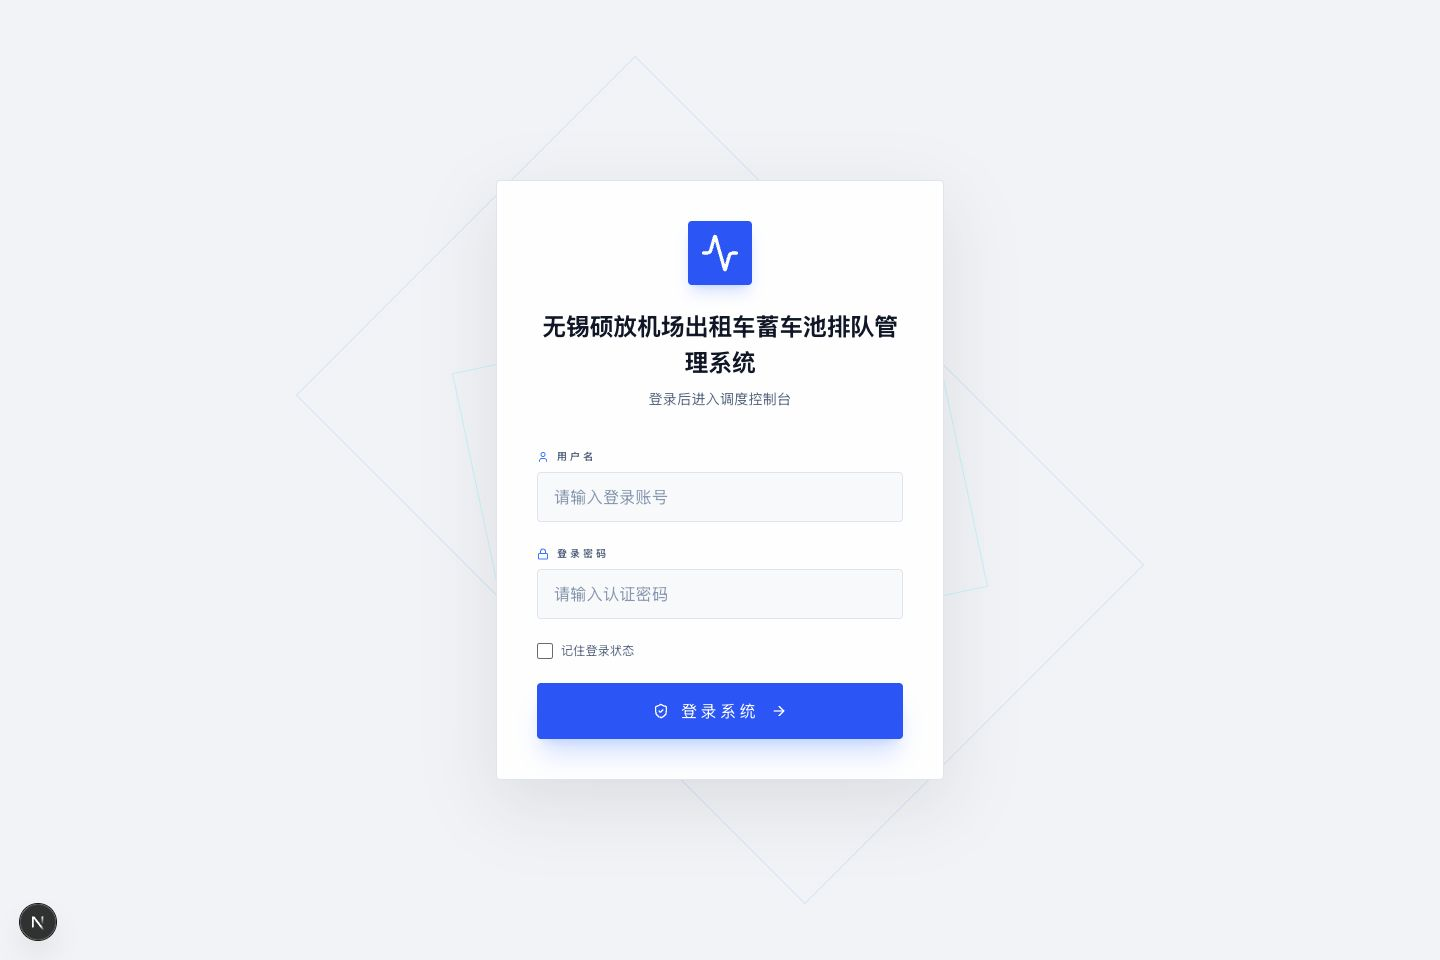 无锡硕放机场出租车蓄车池排队管
理系统
登录后进入调度控制台
用户名
请输入登录账号
登录密码
请输入认证密码
记住登录状态
登录系统
N